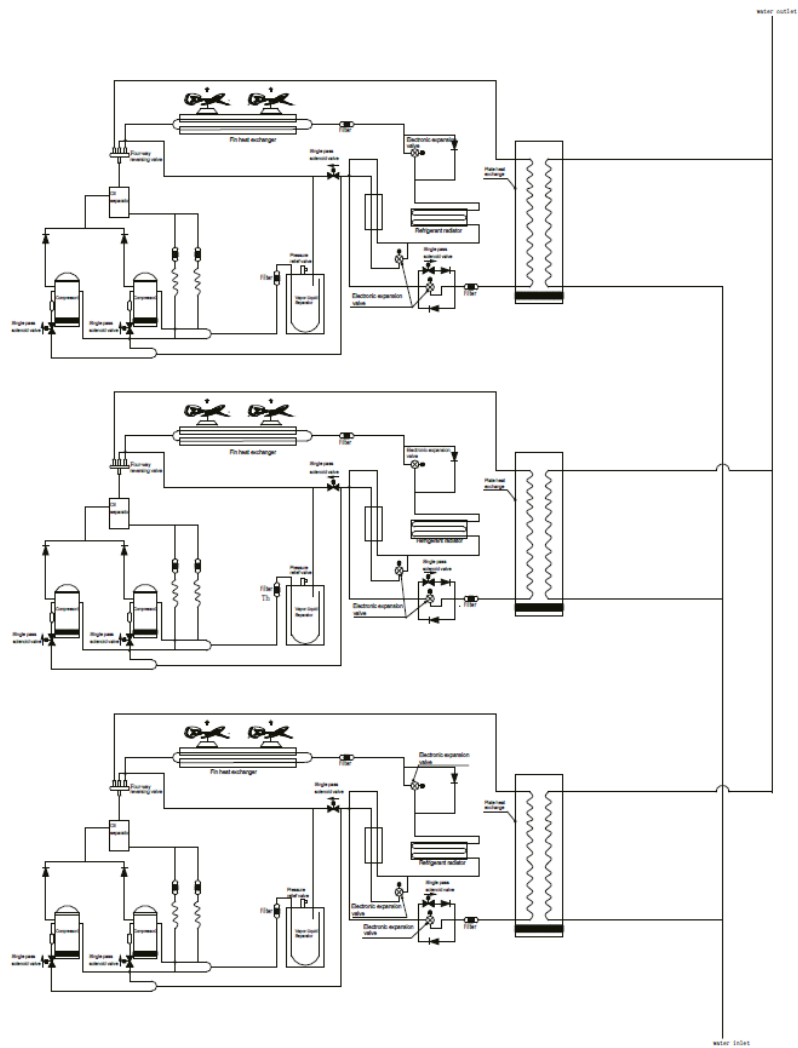 water outlet
Filter
Fin heat exchanger
Electronic expansion
valve
Four-way
reversing valve
Single pass
solenoid valve
Plate heat
exchange
Oil
separator
Refrigerant radiator
Single pass
solenoid valve
Pressure
relief valve
Filter
Compressor
Compressor
Vapor Liquid
Separator
Electronic expansion
valve
Filter
Single pass
solenoid valve
Single pass
solenoid valve
Filter
Fin heat exchanger
Electronic expansion
valve
Four-way
reversing valve
Single pass
solenoid valve
Plate heat
exchange
Oil
separator
Refrigerant radiator
Single pass
solenoid valve
Pressure
relief valve
Filter
Th
Compressor
Compressor
Vapor Liquid
Separator
Electronic expansion
valve
Filter
Single pass
solenoid valve
Single pass
solenoid valve
Filter
Fin heat exchanger
Electronic expansion
valve
Four-way
reversing valve
Single pass
solenoid valve
Plate heat
exchange
Oil
separator
Refrigerant radiator
Single pass
solenoid valve
Pressure
relief valve
Filter
Compressor
Compressor
Vapor Liquid
Separator
Electronic expansion
valve
Electronic expansion
valve
Filter
Single pass
solenoid valve
Single pass
solenoid valve
water inlet